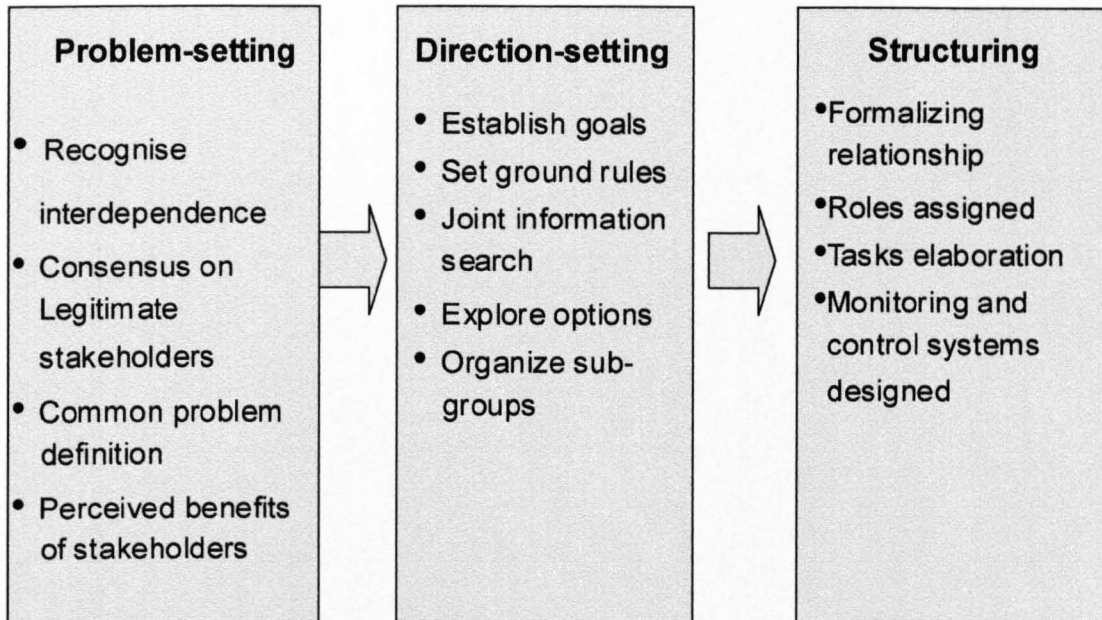 Problem-setting
• Recognise
interdependence
• Consensus on
Legitimate
stakeholders
• Common problem
definition
• Perceived benefits
of stakeholders
Direction-setting
• Establish goals
• Set ground rules
• Joint information
search
• Explore options
• Organize sub-
groups
Structuring
•Formalizing
relationship
•Roles assigned
•Tasks elaboration
•Monitoring and
control systems
designed